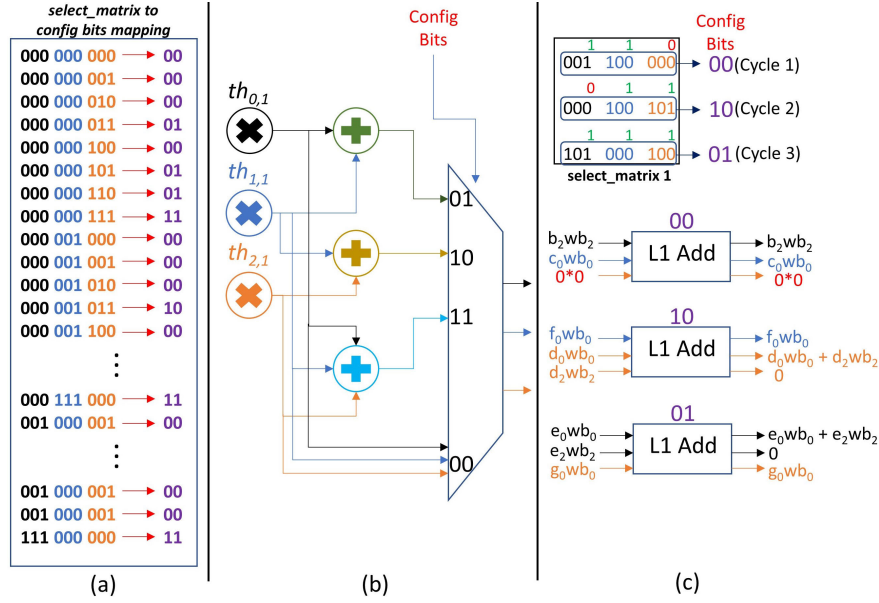 select_matrix to
config bits mapping
000 000 000 → 00
000 000 001 → 00
000 000 010 → 00
000 000 011 → 01
000 000 100 → 00
000 000 101 → 01
000 000 110 → 01
000 000 111 → 11
000 001 000 → 00
000 001 001 → 00
000 001 010 → 00
000 001 011 → 10
000 001 100 → 00
000 111 000 → 11
001 000 001 → 00
001 000 001 → 00
001 001 000 → 00
111 000 000 → 11
(a)
Config
Bits
th0,1
th1,1
th2,1
01
10
11
00
(b)
Config
Bits
1 1 0
001 100 000
00 (Cycle 1)
0 1 1
000 100 101
10 (Cycle 2)
1 1 1
101 000 100
01 (Cycle 3)
select_matrix 1
00
b2wb2
c0wb0
0*0
L1 Add
b2wb2
c0wb0
0*0
10
f0wb0
d0wb0
d2wb2
L1 Add
f0wb0
d0wb0 + d2wb2
0
01
e0wb0
e2wb2
g0wb0
L1 Add
e0wb0 + e2wb2
0
g0wb0
(c)